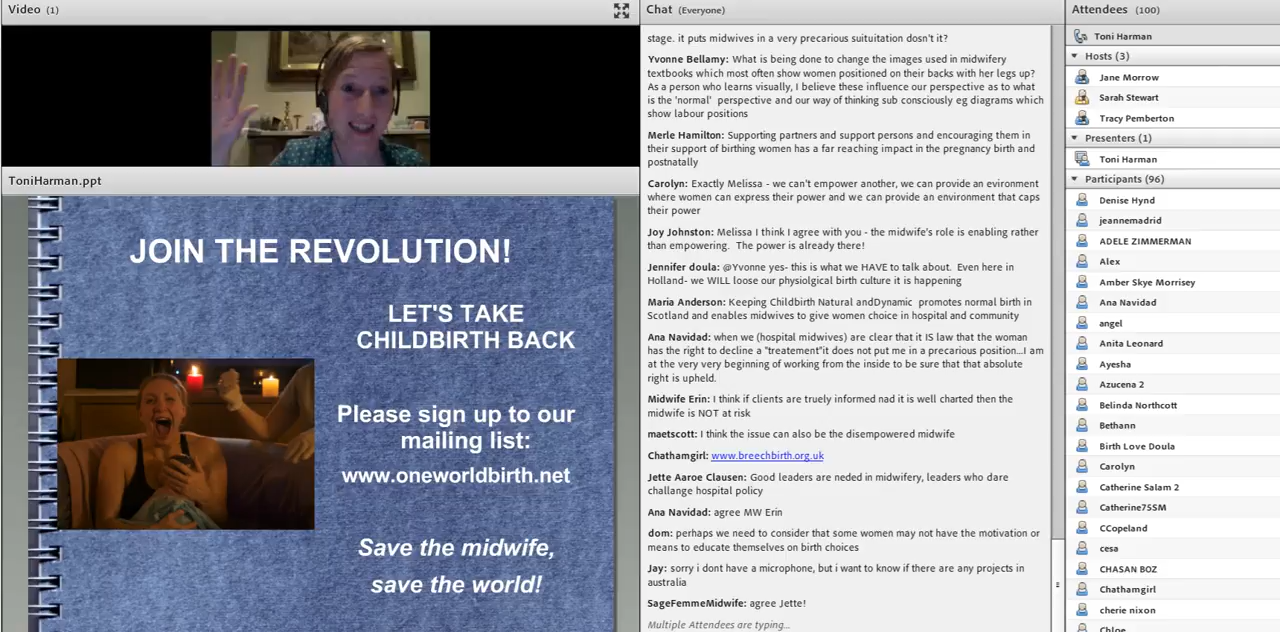 Video (1)
ToniHarman.ppt
JOIN THE REVOLUTION!
LET'S TAKE
CHILDBIRTH BACK
Please sign up to our
mailing list:
www.oneworldbirth.net
Save the midwife,
save the world!
Chat (Everyone)
stage. it puts midwives in a very precarious suituitation dosn't it?
Yvonne Bellamy: What is being done to change the images used in midwifery
textbooks which most often show women positioned on their backs with her legs up?
As a person who learns visually, I believe these influence our perspective as to what
is the 'normal' perspective and our way of thinking sub consciously eg diagrams which
show labour positions
Merle Hamilton: Supporting partners and support persons and encouraging them in
their support of birthing women has a far reaching impact in the pregnancy birth and
postnatally
Carolyn: Exactly Melissa - we can't empower another, we can provide an evironment
where women can express their power and we can provide an environment that caps
their power
Joy Johnston: Melissa I think I agree with you - the midwife's role is enabling rather
than empowering. The power is already there!
Jennifer doula: @Yvonne yes- this is what we HAVE to talk about. Even here in
Holland- we WILL loose our physiolgical birth culture it is happening
Maria Anderson: Keeping Childbirth Natural andDynamic promotes normal birth in
Scotland and enables midwives to give women choice in hospital and community
Ana Navidad: when we (hospital midwives) are clear that it IS law that the woman
has the right to decline a "treatement"it does not put me in a precarious position...I am
at the very very beginning of working from the inside to be sure that that absolute
right is upheld.
Midwife Erin: I think if clients are truely informed nad it is well charted then the
midwife is NOT at risk
maetscott: I think the issue can also be the disempowered midwife
Chathamgirl: www.breechbirth.org.uk
Jette Aaroe Clausen: Good leaders are neded in midwifery, leaders who dare
challange hospital policy
Ana Navidad: agree MW Erin
dom: perhaps we need to consider that some women may not have the motivation or
means to educate themselves on birth choices
Jay: sorry i dont have a microphone, but i want to know if there are any projects in
australia
SageFemmeMidwife: agree Jette!
Multiple Attendees are typing...
Attendees (100)
Toni Harman
Hosts (3)
Jane Morrow
Sarah Stewart
Tracy Pemberton
Presenters (1)
Toni Harman
Participants (96)
Denise Hynd
jeannemadrid
ADELE ZIMMERMAN
Alex
Amber Skye Morrisey
Ana Navidad
angel
Anita Leonard
Ayesha
Azucena 2
Belinda Northcott
Bethann
Birth Love Doula
Carolyn
Catherine Salam 2
Catherine75SM
CCopeland
cesa
CHASAN BOZ
Chathamgirl
cherie nixon
Chloe